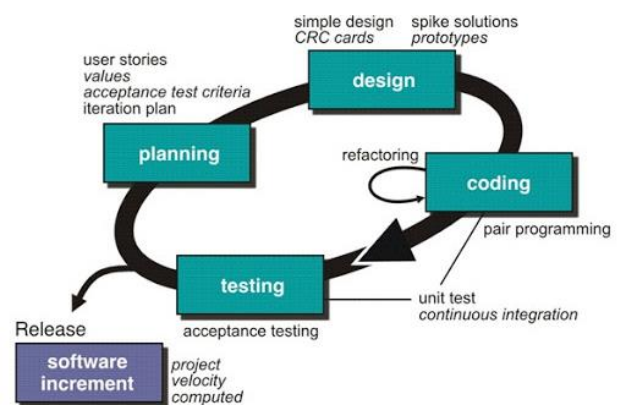 simple design
CRC cards
spike solutions
prototypes
design
user stories
values
acceptance test criteria
iteration plan
planning
refactoring
coding
pair programming
testing
acceptance testing
unit test
continuous integration
Release
software
increment
project
velocity
computed